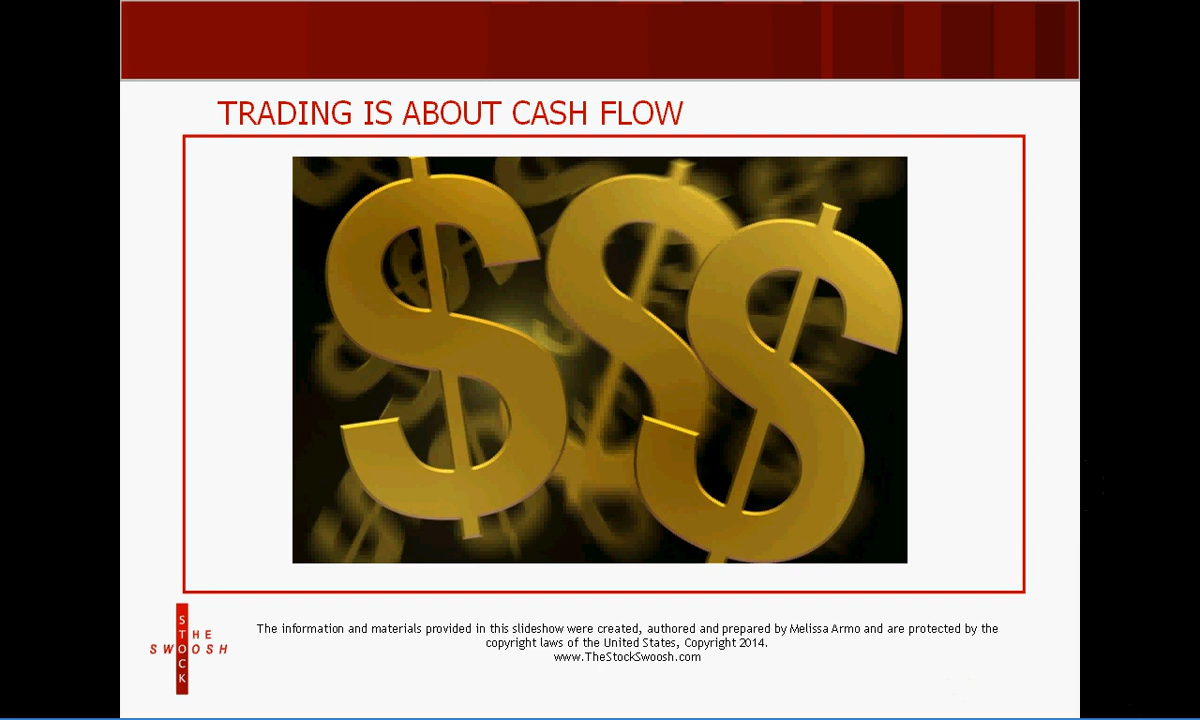 TRADING IS ABOUT CASH FLOW
THE
SWOOSH
STOCK
The information and materials provided in this slideshow were created, authored and prepared by Melissa Armo and are protected by the
copyright laws of the United States, Copyright 2014.
www.TheStockSwoosh.com